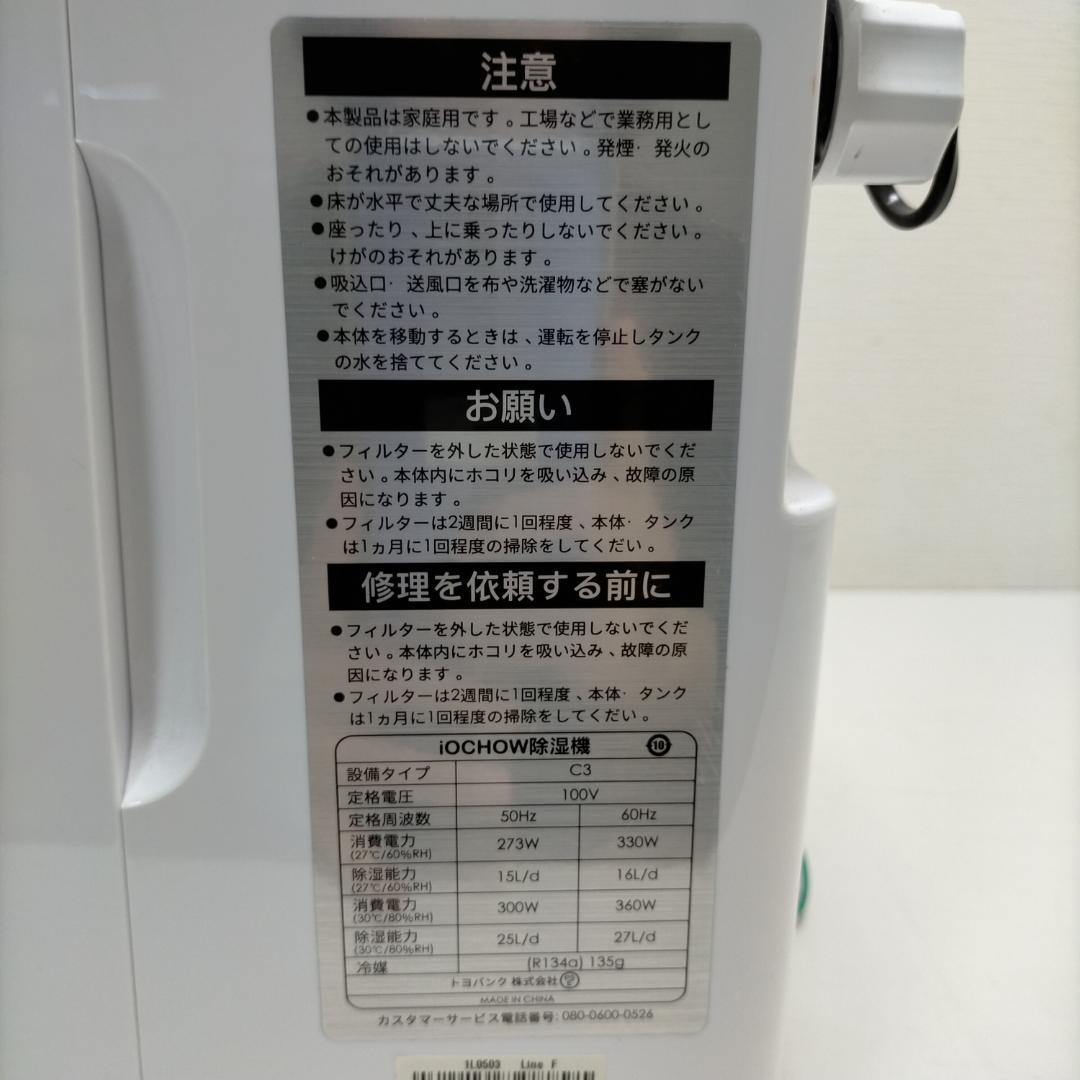 注意
●本製品は家庭用です。工場などで業務用とし
ての使用はしないでください。発煙·発火の
おそれがあります。
●床が水平で丈夫な場所で使用してください。
●座ったり、上に乗ったりしないでください。
けがのおそれがあります。
●吸込口·送風口を布や洗濯物などで塞がない
でください。
●本体を移動するときは、運転を停止しタンク
の水を捨ててください。
お願い
●フィルターを外した状態で使用しないでくだ
さい。本体内にホコリを吸い込み、故障の原
因になります。
●フィルターは2週間に1回程度、本体·タンク
は1ヵ月に1回程度の掃除をしてくだい。
修理を依頼する前に
●フィルターを外した状態で使用しないでくだ
さい。本体内にホコリを吸い込み、故障の原
因になります。
●フィルターは2週間に1回程度、本体·タンク
は1ヵ月に1回程度の掃除をしてくだい。
iOCHOW除湿機 10
設備タイプ C3
定格電圧 100V
定格周波数 50Hz 60Hz
消費電力 273W 330W
(27℃/60%RH)
除湿能力 15L/d 16L/d
(27℃/60%RH)
消費電力 300W 360W
(30℃/80%RH)
除湿能力 25L/d 27L/d
(30℃/80%RH)
冷媒 (R134a) 135g
トヨバンク 株式会社
MADE IN CHINA
カスタマーサービス電話番号: 080-0600-0526
1L0503 Line F